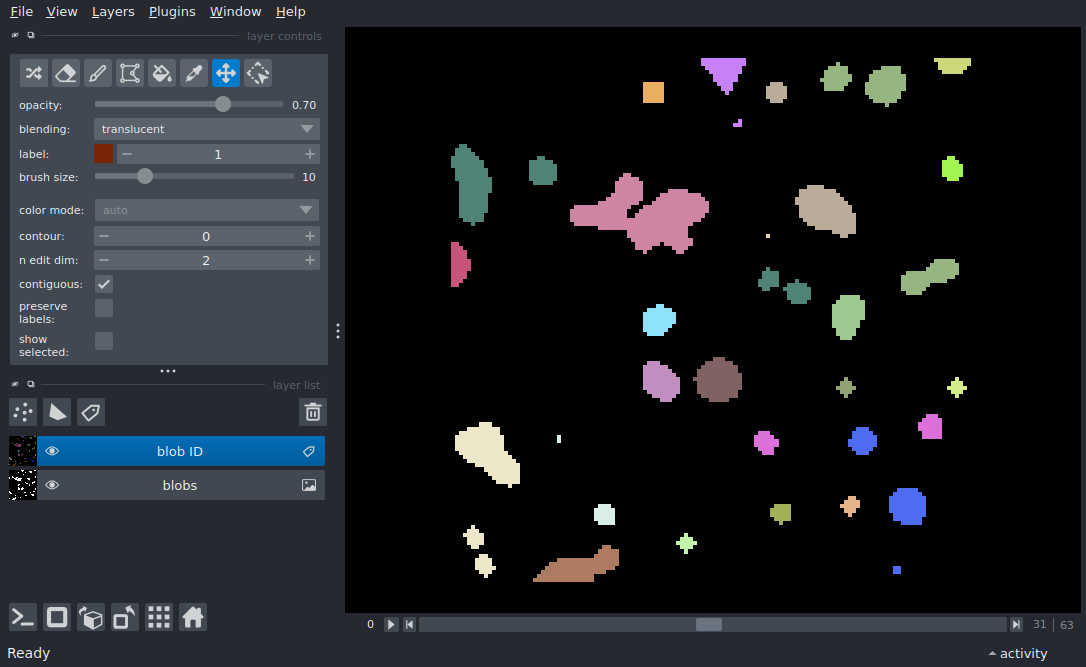 File View Layers Plugins Window Help
layer controls
opacity: 0.70
blending: translucent
label: 1
brush size: 10
color mode: auto
contour: 0
n edit dim: 2
contiguous:
preserve
labels:
show
selected:
layer list
blob ID
blobs
0 31 63
Ready activity